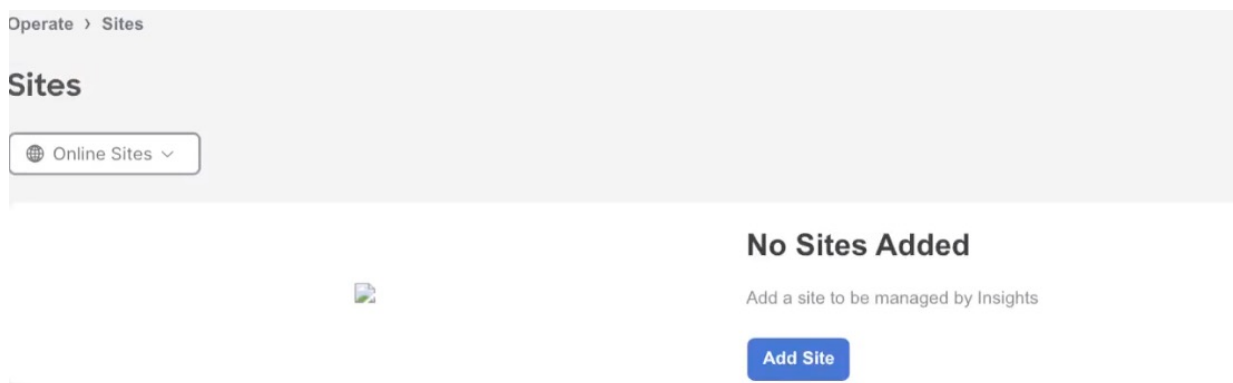 Operate > Sites
Sites
Online Sites
No Sites Added
Add a site to be managed by Insights
Add Site